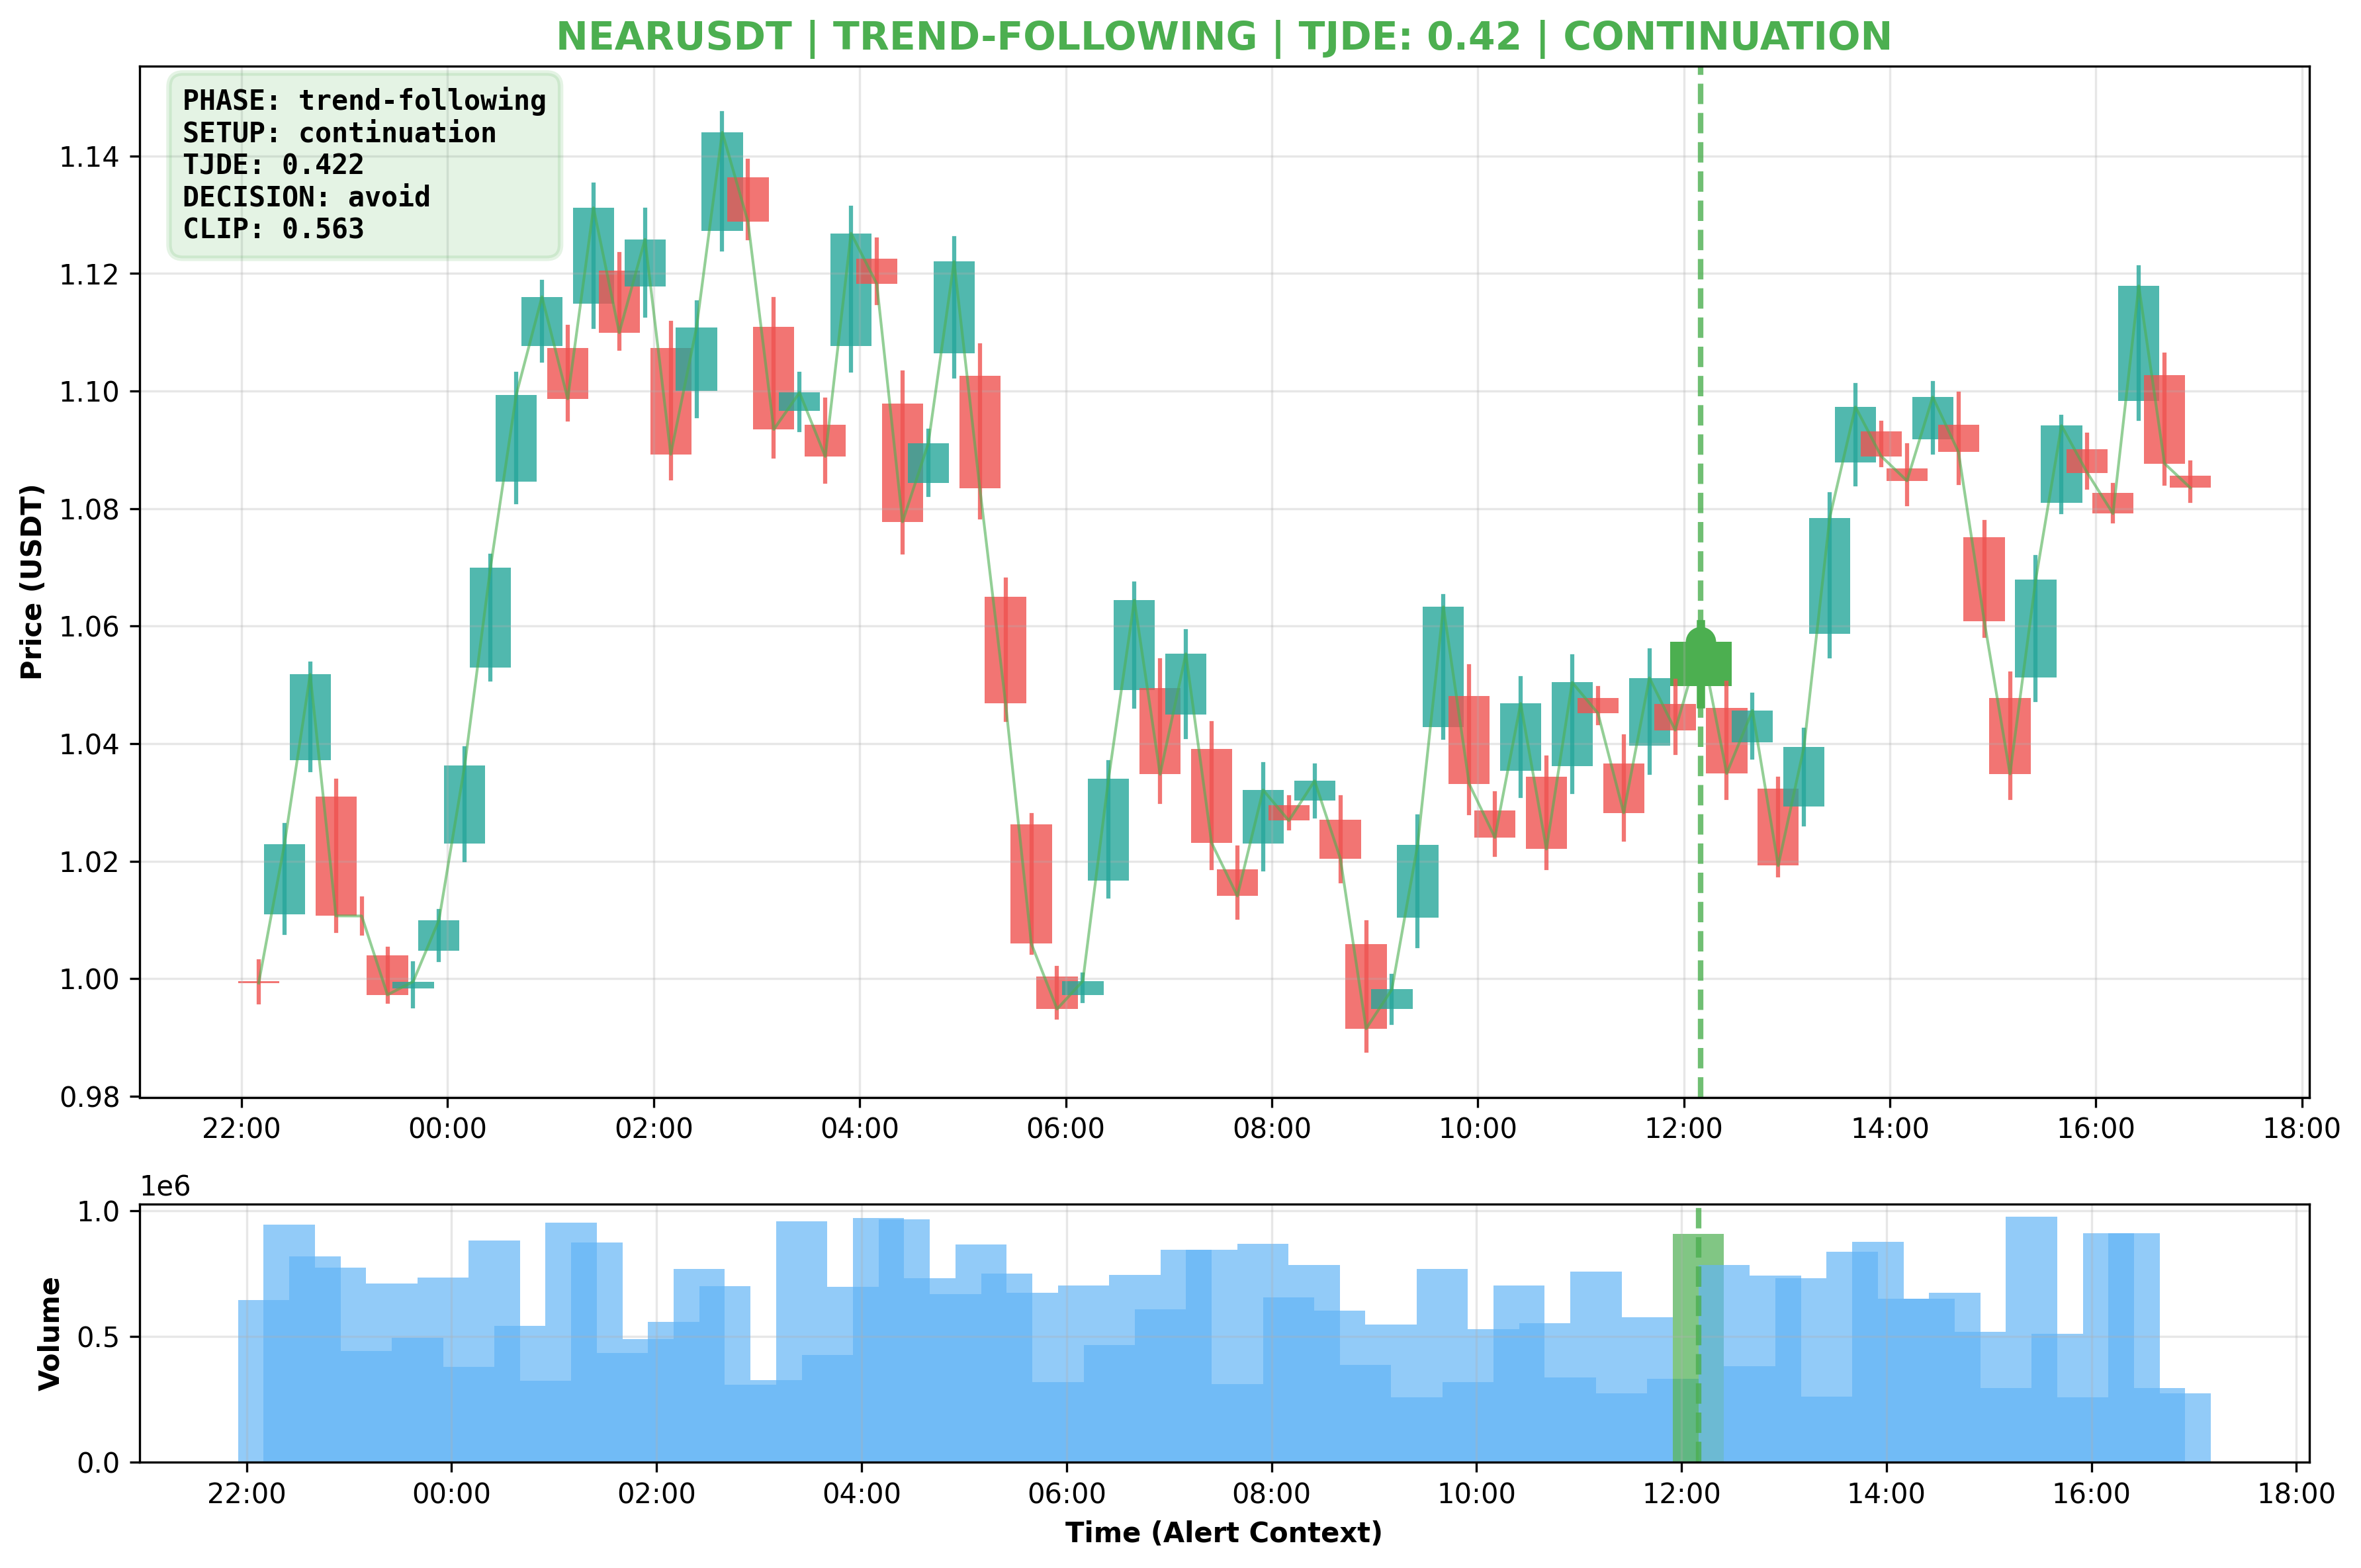 NEARUSDT | TREND-FOLLOWING | TJDE: 0.42 | CONTINUATION
PHASE: trend-following
SETUP: continuation
TJDE: 0.422
DECISION: avoid
CLIP: 0.563
Price (USDT)
1.14
1.12
1.10
1.08
1.06
1.04
1.02
1.00
0.98
22:00 00:00 02:00 04:00 06:00 08:00 10:00 12:00 14:00 16:00 18:00
1e6
Volume
1.0
0.5
0.0
22:00 00:00 02:00 04:00 06:00 08:00 10:00 12:00 14:00 16:00 18:00
Time (Alert Context)